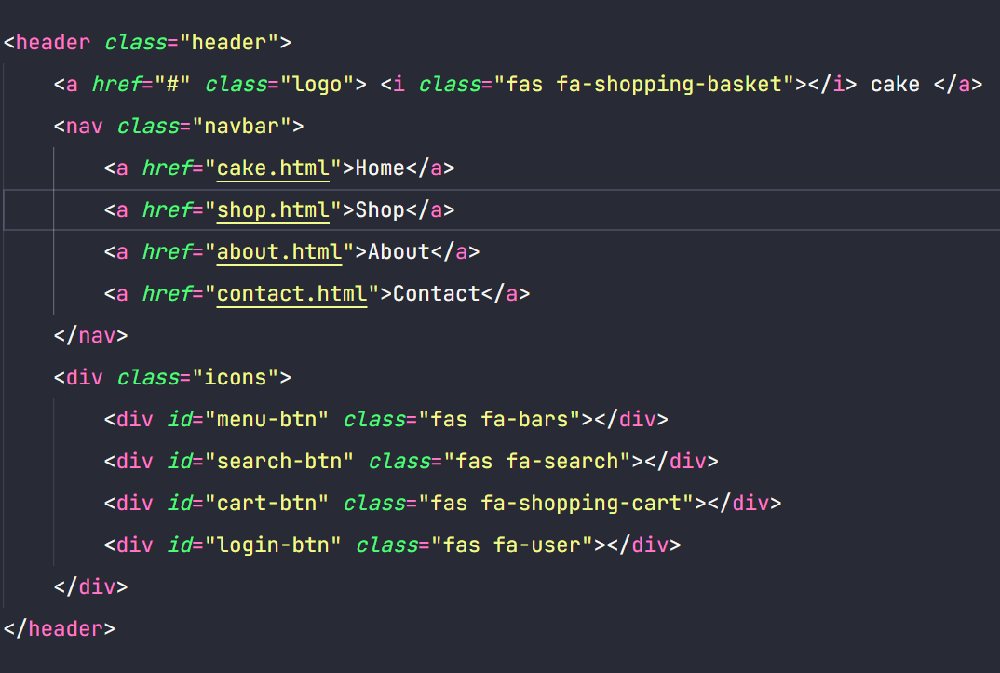 <header class="header">
    <a href="#" class="logo"> <i class="fas fa-shopping-basket"></i> cake </a>
    <nav class="navbar">
        <a href="cake.html">Home</a>
        <a href="shop.html">Shop</a>
        <a href="about.html">About</a>
        <a href="contact.html">Contact</a>
    </nav>
    <div class="icons">
        <div id="menu-btn" class="fas fa-bars"></div>
        <div id="search-btn" class="fas fa-search"></div>
        <div id="cart-btn" class="fas fa-shopping-cart"></div>
        <div id="login-btn" class="fas fa-user"></div>
    </div>
</header>